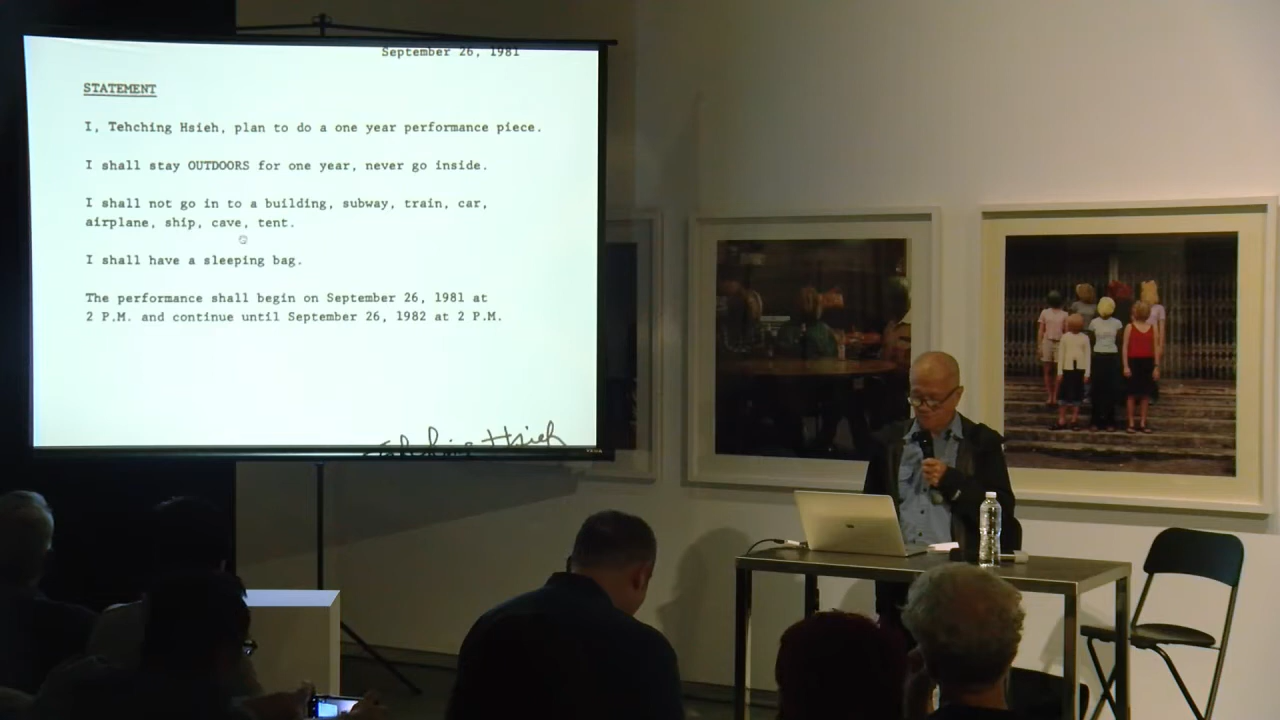 September 26, 1981
STATEMENT
I, Tehching Hsieh, plan to do a one year performance piece.
I shall stay OUTDOORS for one year, never go inside.
I shall not go in to a building, subway, train, car,
airplane, ship, cave, tent.
I shall have a sleeping bag.
The performance shall begin on September 26, 1981 at
2 P.M. and continue until September 26, 1982 at 2 P.M.
Tehching Hsieh